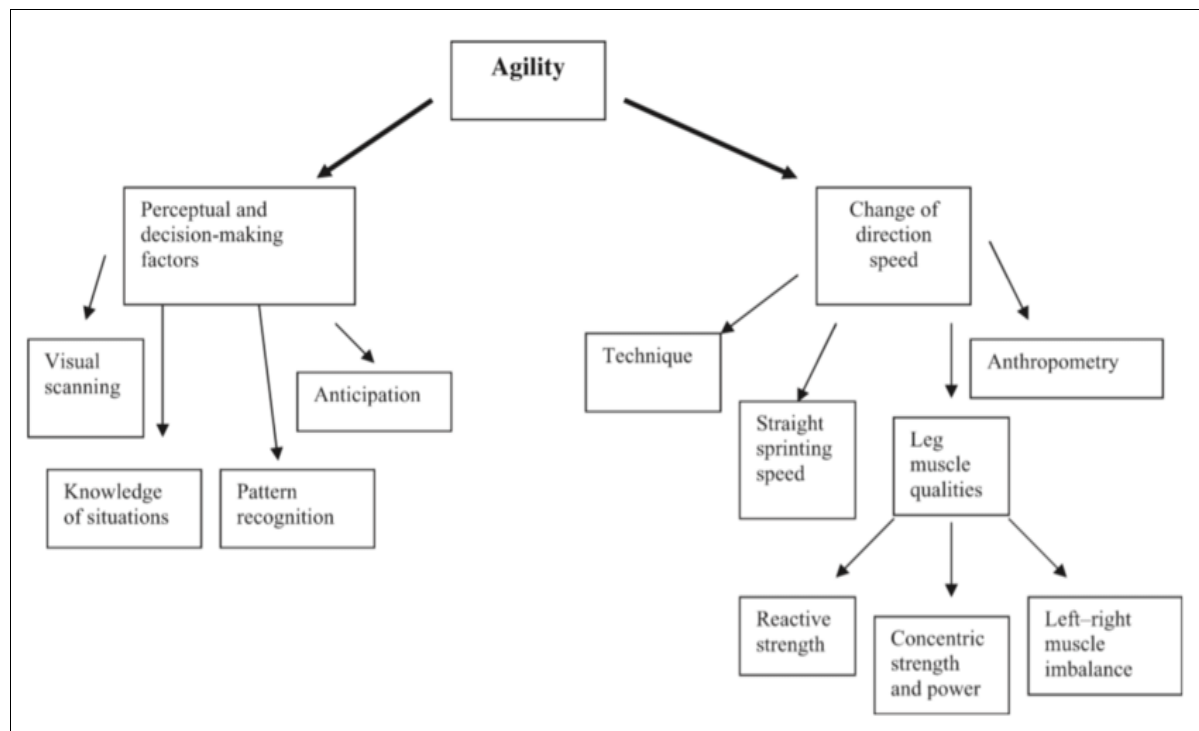 Agility
Perceptual and
decision-making
factors
Change of
direction
speed
Visual
scanning
Anticipation
Knowledge
of situations
Pattern
recognition
Technique
Straight
sprinting
speed
Leg
muscle
qualities
Anthropometry
Reactive
strength
Concentric
strength
and power
Left–right
muscle
imbalance